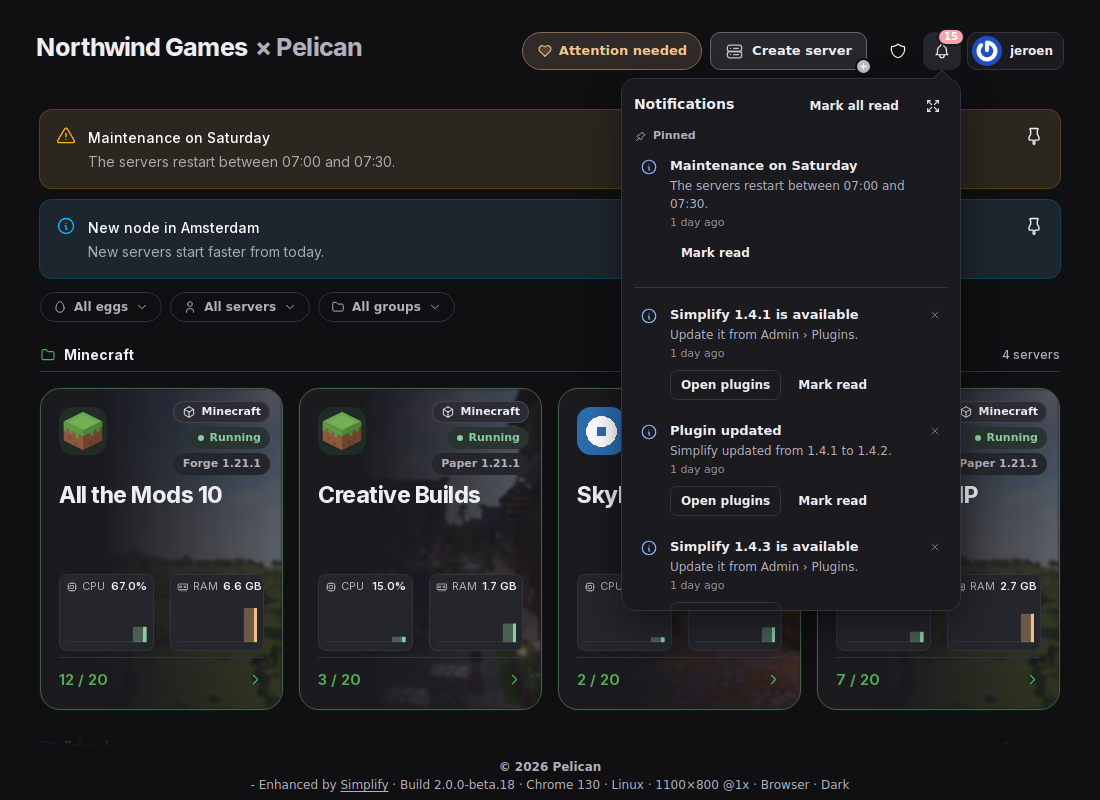 Northwind Games × Pelican
Attention needed
Create server
15
jeroen
Maintenance on Saturday
The servers restart between 07:00 and 07:30.
New node in Amsterdam
New servers start faster from today.
All eggs
All servers
All groups
Notifications
Mark all read
Pinned
Maintenance on Saturday
The servers restart between 07:00 and
07:30.
1 day ago
Mark read
Simplify 1.4.1 is available
Update it from Admin › Plugins.
1 day ago
Open plugins
Mark read
Plugin updated
Simplify updated from 1.4.1 to 1.4.2.
1 day ago
Open plugins
Mark read
Simplify 1.4.3 is available
Update it from Admin › Plugins.
1 day ago
Minecraft
4 servers
Minecraft
Running
Forge 1.21.1
All the Mods 10
CPU 67.0%
RAM 6.6 GB
12 / 20
Minecraft
Running
Paper 1.21.1
Creative Builds
CPU 15.0%
RAM 1.7 GB
3 / 20
CPU
2 / 20
Minecraft
Running
Paper 1.21.1
RAM 2.7 GB
7 / 20
© 2026 Pelican
- Enhanced by Simplify · Build 2.0.0-beta.18 · Chrome 130 · Linux · 1100×800 @1x · Browser · Dark